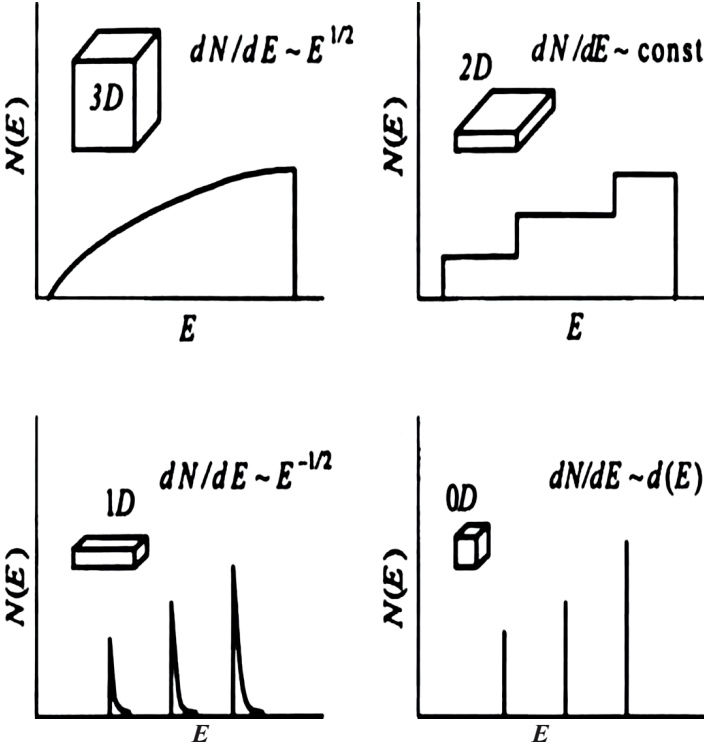 dN/dE ~ E^1/2
3D
N(E)
E
2D
dN/dE ~ const
N(E)
E
dN/dE ~ E^-1/2
1D
N(E)
E
dN/dE ~ d(E)
0D
N(E)
E